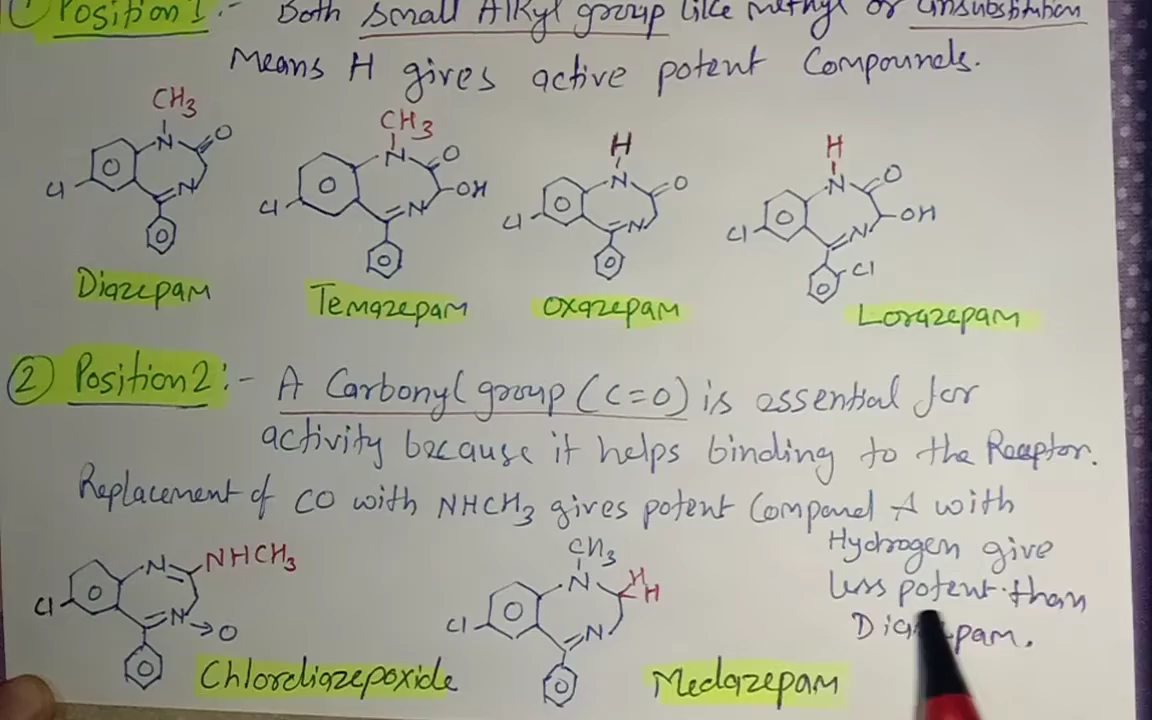 ① Position 1 :- Both small Alkyl group like methyl or unsubstitution
Means H gives active potent Compounds.
CH3 CH3 H H
N O N O N O N O
OH OH
Cl N Cl N Cl N Cl N
Cl
Diazepam Temazepam Oxazepam Lorazepam
② Position 2 :- A Carbonyl group (C=O) is essential for
activity because it helps binding to the Receptor.
Replacement of CO with NHCH3 gives potent Compound & with
Hydrogen give
less potent than
N NHCH3 CH3 N H H
Cl N→O Cl N
Chlordiazepoxide Medazepam